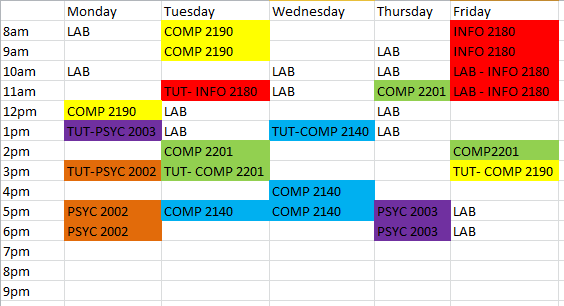 Monday Tuesday Wednesday Thursday Friday
8am LAB COMP 2190 INFO 2180
9am COMP 2190 LAB INFO 2180
10am LAB LAB LAB LAB - INFO 2180
11am TUT- INFO 2180 LAB COMP 2201 LAB - INFO 2180
12pm COMP 2190 LAB LAB
1pm TUT-PSYC 2003 LAB TUT-COMP 2140 LAB
2pm COMP 2201 COMP2201
3pm TUT-PSYC 2002 TUT- COMP 2201 TUT- COMP 2190
4pm COMP 2140
5pm PSYC 2002 COMP 2140 COMP 2140 PSYC 2003 LAB
6pm PSYC 2002 PSYC 2003 LAB
7pm
8pm
9pm